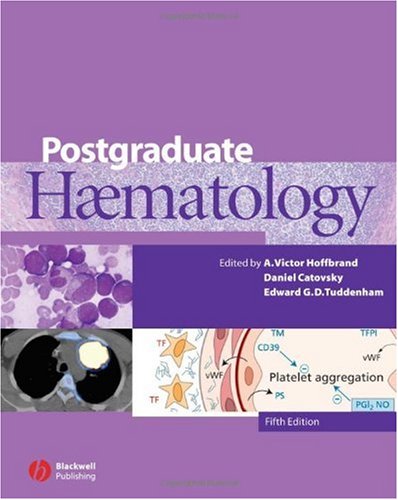 Postgraduate
Hæmatology
Edited by A.Victor Hoffbrand
Daniel Catovsky
Edward G.D.Tuddenham
TM
TFPI
TF
CD39
vWF
Platelet aggregation
vWF
TF
PS
PGI₂ NO
Fifth Edition
Blackwell
Publishing